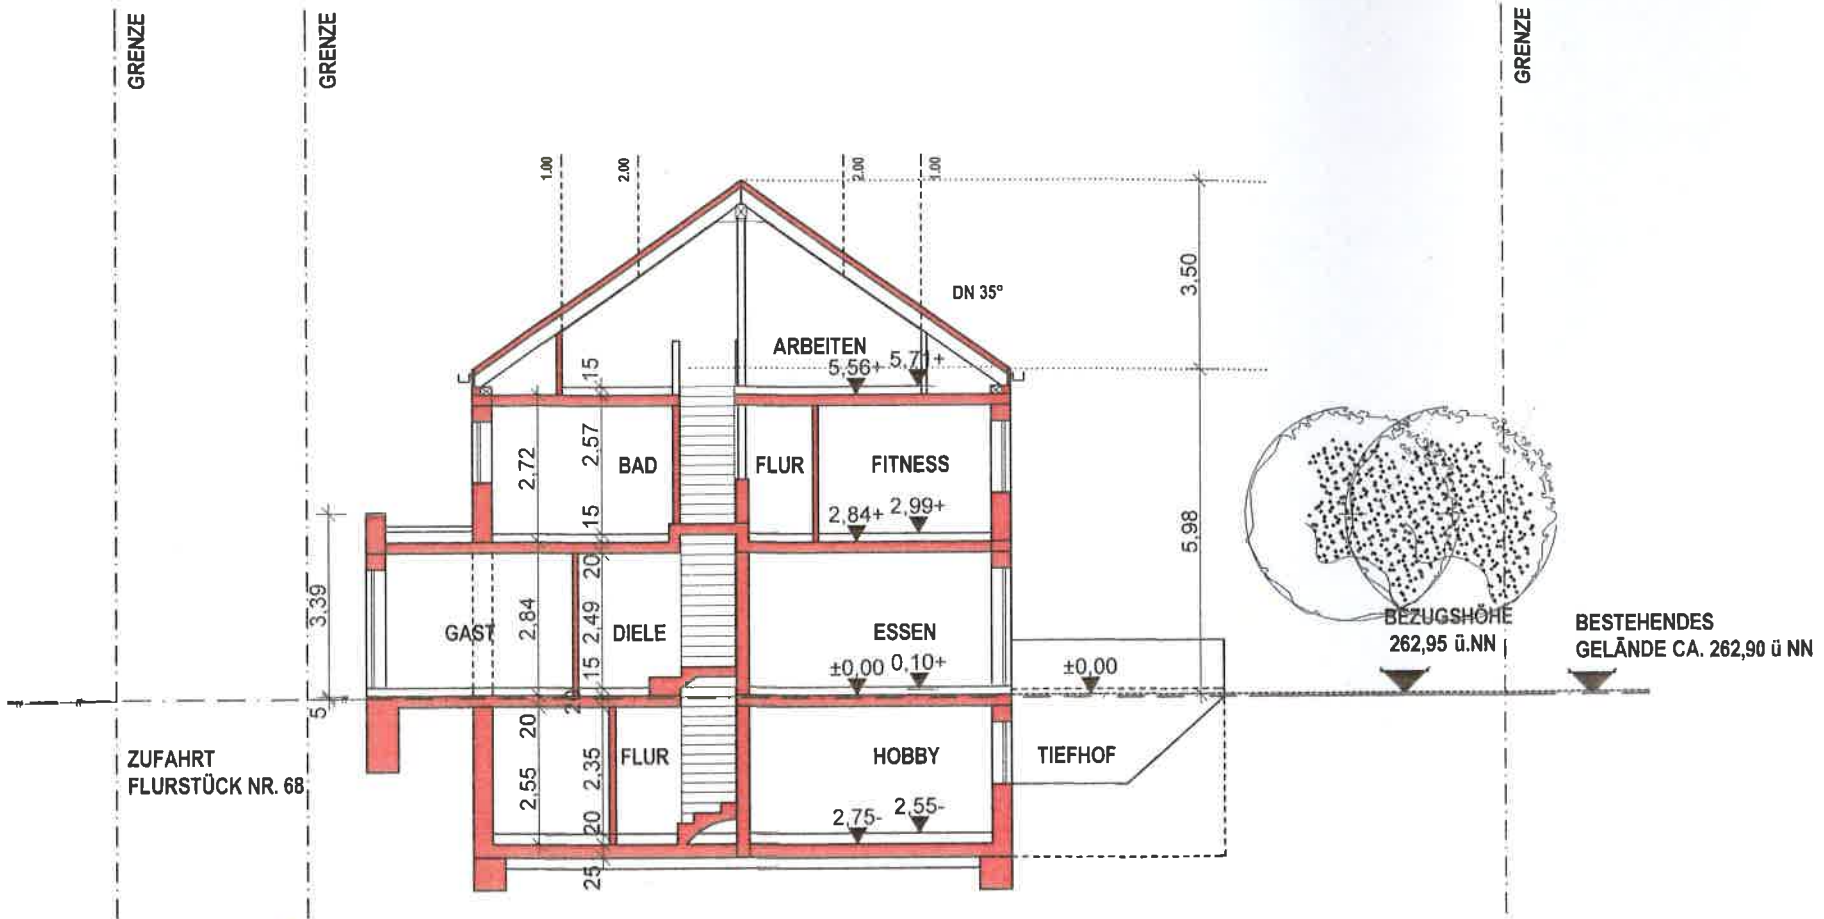 GRENZE
GRENZE
GRENZE
1.00
2.00
2.00
1.00
3,50
DN 35°
ARBEITEN
5,56+
5,71+
15
2,72
2,57
BAD
FLUR
FITNESS
2,84+
2,99+
15
5,98
3,39
20
2,84
2,49
GAST
DIELE
ESSEN
±0,00
0,10+
±0,00
15
BEZUGSHÖHE
262,95 ü.NN
BESTEHENDES
GELÄNDE CA. 262,90 ü NN
5
20
20
ZUFAHRT
FLURSTÜCK NR. 68
2,55
2,35
FLUR
HOBBY
TIEFHOF
2,75-
2,55-
20
25